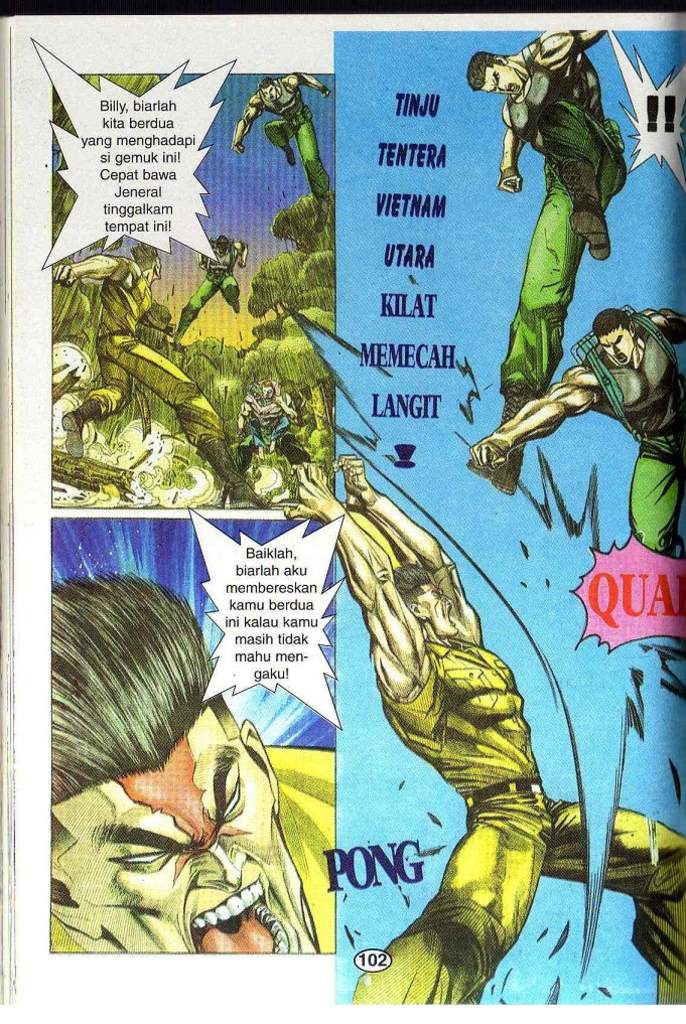 Billy, biarlah
kita berdua
yang menghadapi
si gemuk ini!
Cepat bawa
Jeneral
tinggalkam
tempat ini!
TINJU
TENTERA
VIETNAM
UTARA
KILAT
MEMECAH
LANGIT
!
!!
Baiklah,
biarlah aku
membereskan
kamu berdua
ini kalau kamu
masih tidak
mahu men-
gaku!
PONG
102